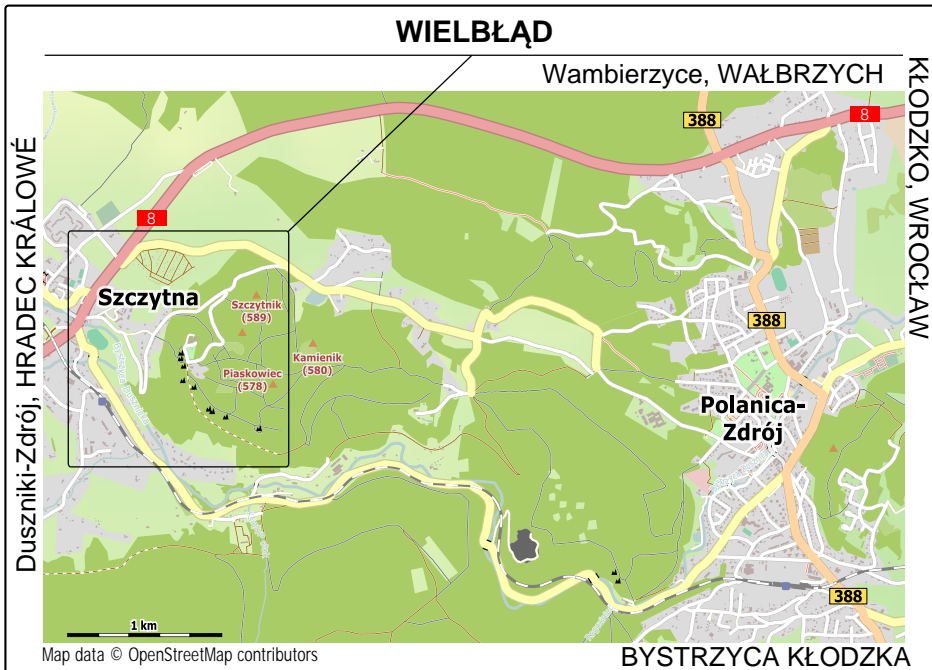 WIELBŁĄD
Wambierzyce, WAŁBRZYCH
KŁODZKO, WROCŁAW
Duszniki-Zdrój, HRADEC KRÁLOWÉ
388
8
8
Szczytna
Szczytnik
(589)
388
Kamienik
(580)
Piaskowiec
(578)
Polanica-
Zdrój
388
1 km
Map data © OpenStreetMap contributors
BYSTRZYCA KŁODZKA